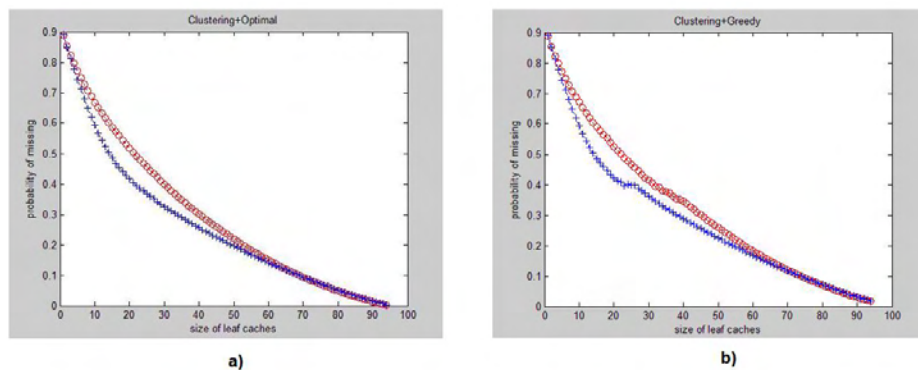 Clustering+Optimal
0.9
0.8
0.7
0.6
0.5
0.4
0.3
0.2
0.1
0
probability of missing
0 10 20 30 40 50 60 70 80 90 100
size of leaf caches
a)
Clustering+Greedy
0.9
0.8
0.7
0.6
0.5
0.4
0.3
0.2
0.1
0
probability of missing
0 10 20 30 40 50 60 70 80 90 100
size of leaf caches
b)